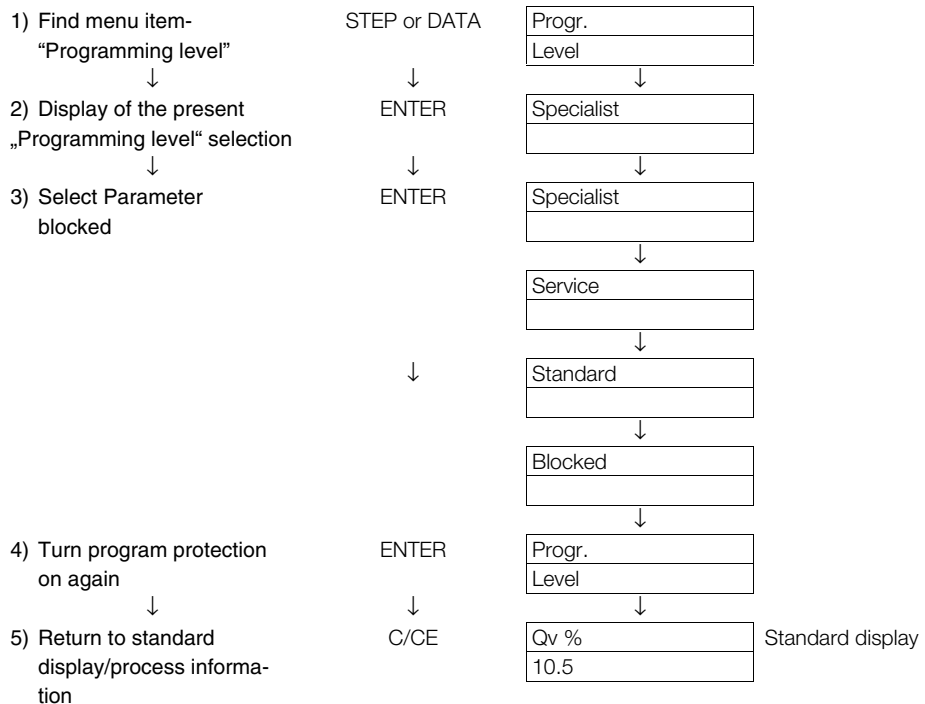 1) Find menu item- STEP or DATA Progr.
“Programming level” Level
↓ ↓ ↓
2) Display of the present ENTER Specialist
„Programming level“ selection
↓ ↓ ↓
3) Select Parameter ENTER Specialist
blocked
↓
Service
↓
↓ Standard
↓
Blocked
↓
4) Turn program protection ENTER Progr.
on again Level
↓ ↓ ↓
5) Return to standard C/CE Qv % Standard display
display/process informa- 10.5
tion